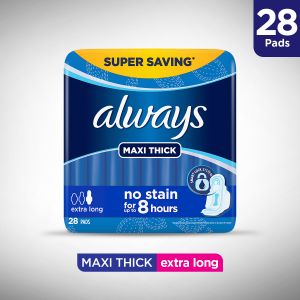 28
Pads
SUPER SAVING*
always
MAXI THICK
no stain
for up to 8 hours
extra long
28 PADS
MAXI THICK extra long